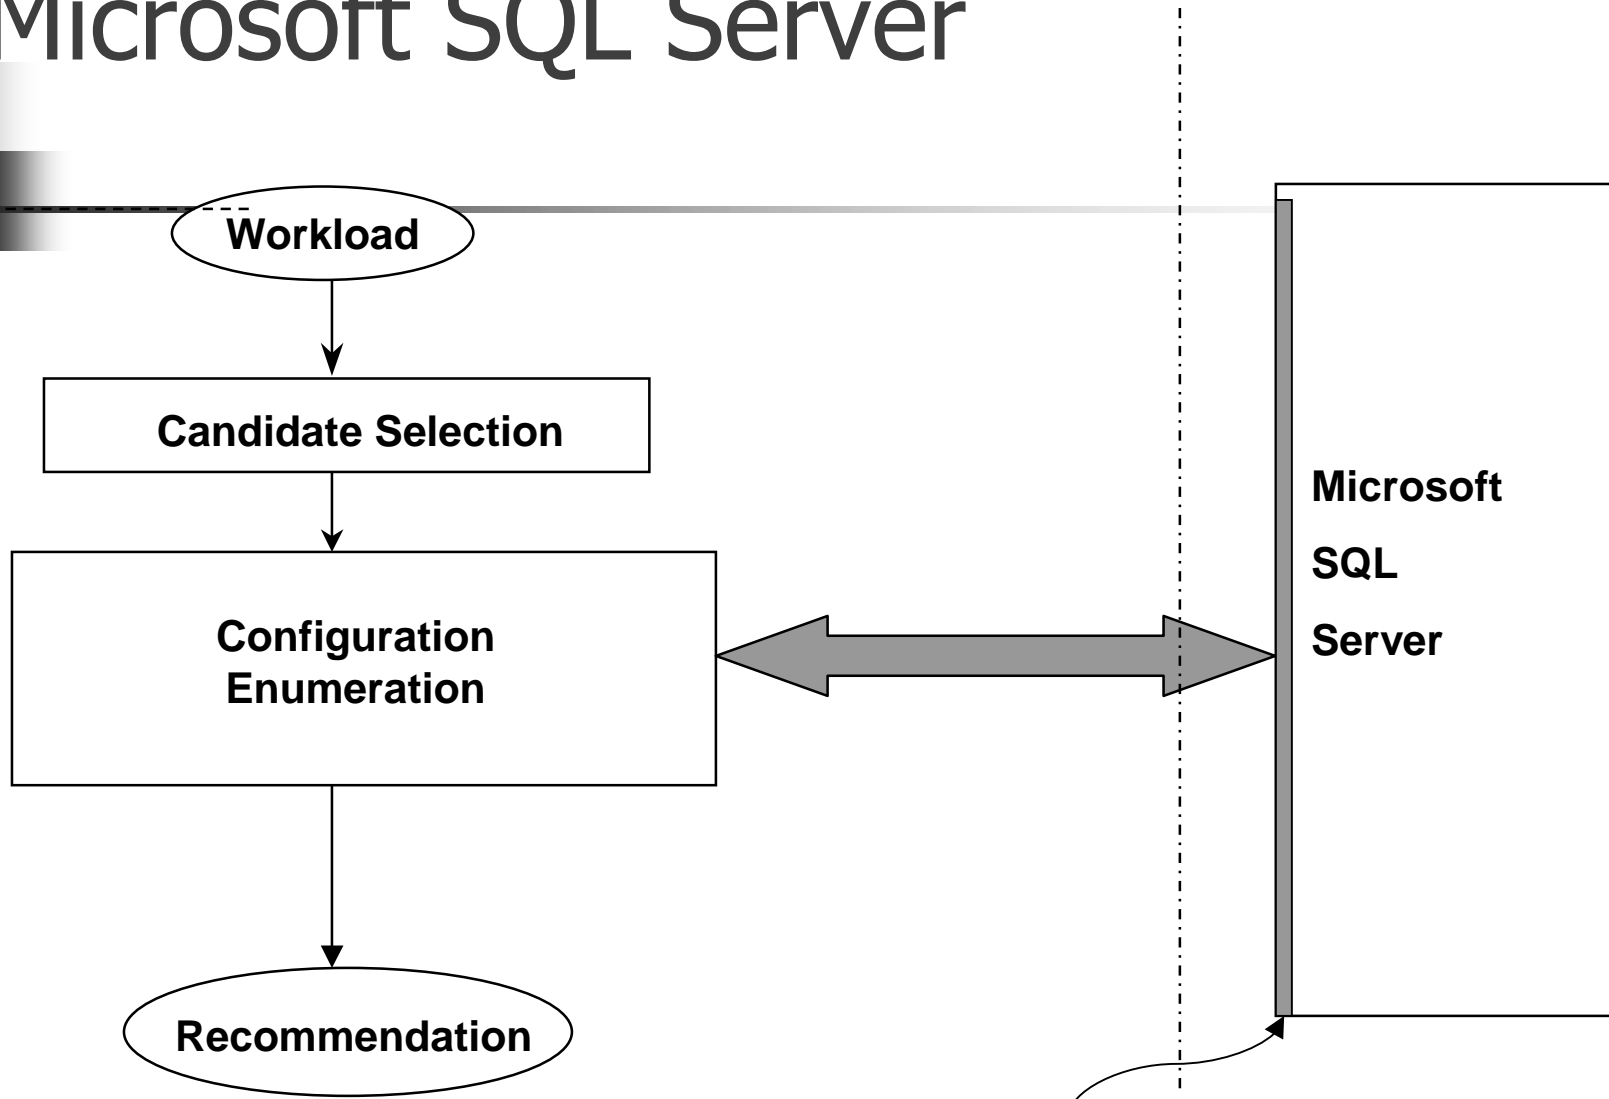 Microsoft SQL Server
Workload
Candidate Selection
Configuration
Enumeration
Recommendation
Microsoft
SQL
Server